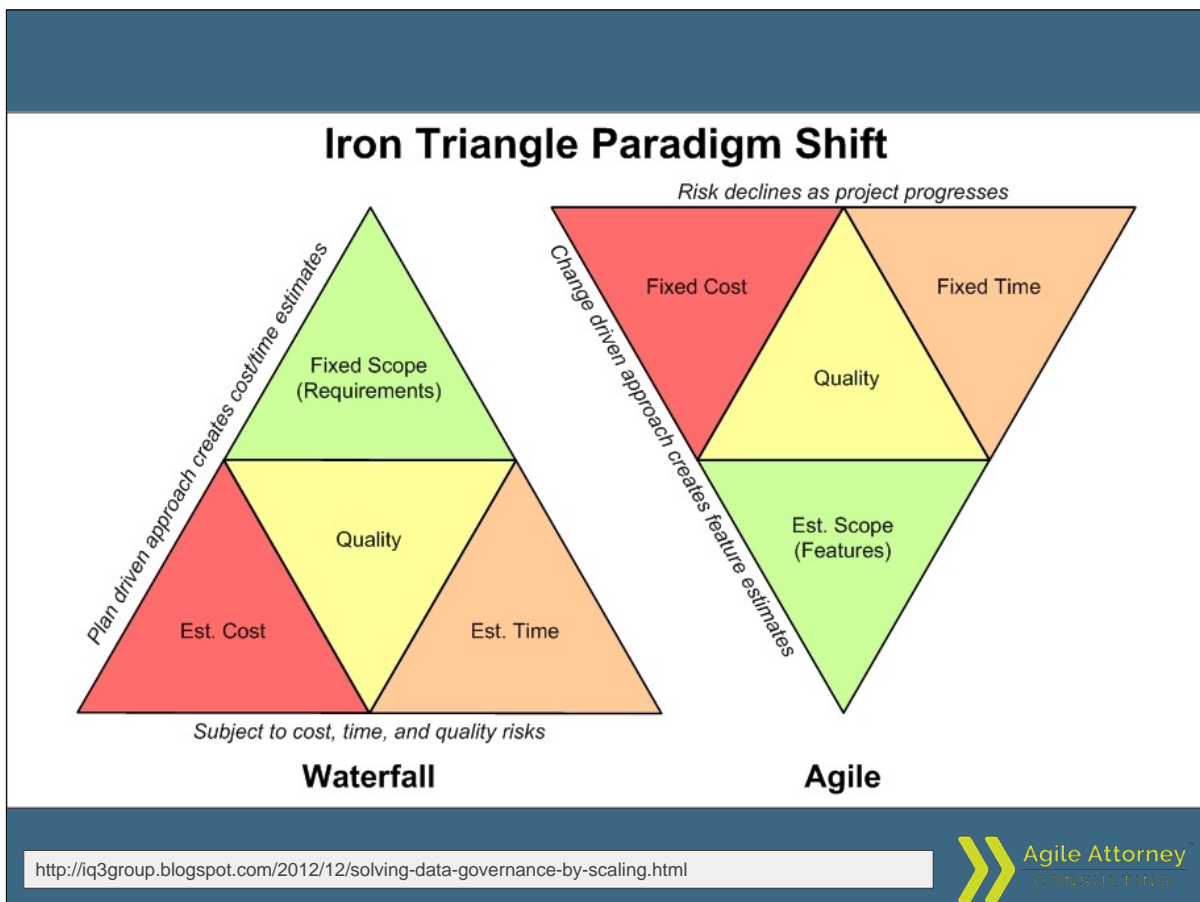 Iron Triangle Paradigm Shift
Plan driven approach creates cost/time estimates
Fixed Scope
(Requirements)
Quality
Est. Cost
Est. Time
Subject to cost, time, and quality risks
Waterfall
Risk declines as project progresses
Change driven approach creates feature estimates
Fixed Cost
Fixed Time
Quality
Est. Scope
(Features)
Agile
http://iq3group.blogspot.com/2012/12/solving-data-governance-by-scaling.html
Agile Attorney
CONSULTING